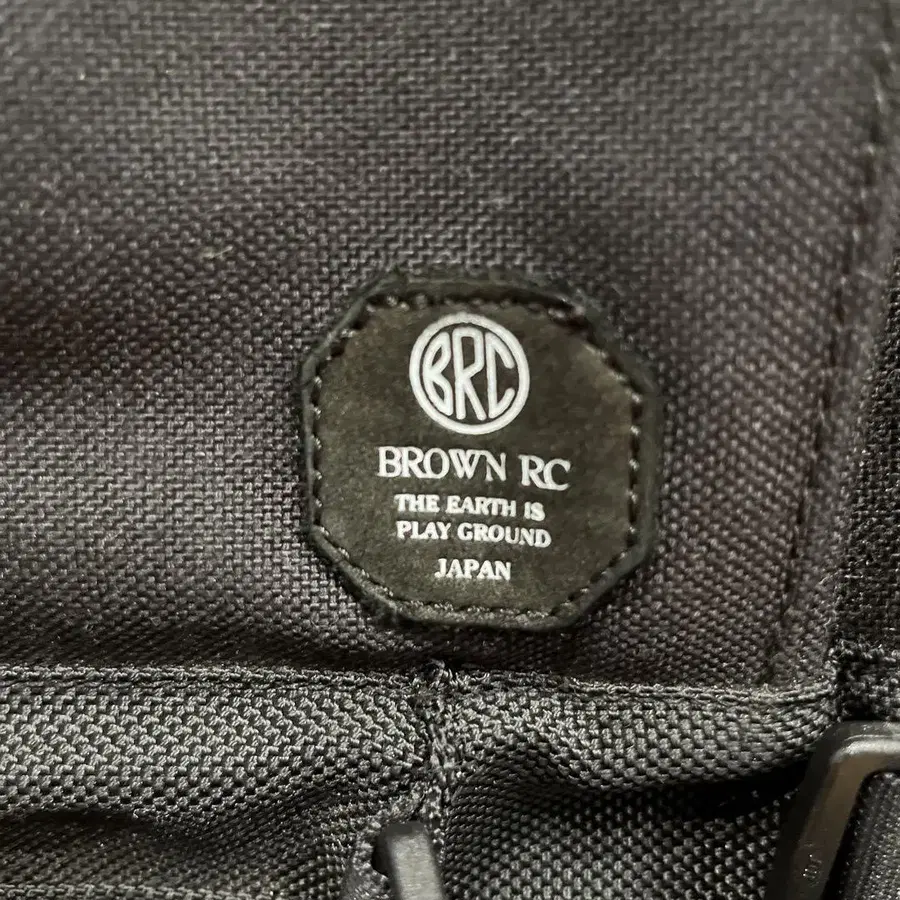 BRC
BROWN RC
THE EARTH IS
PLAY GROUND
JAPAN